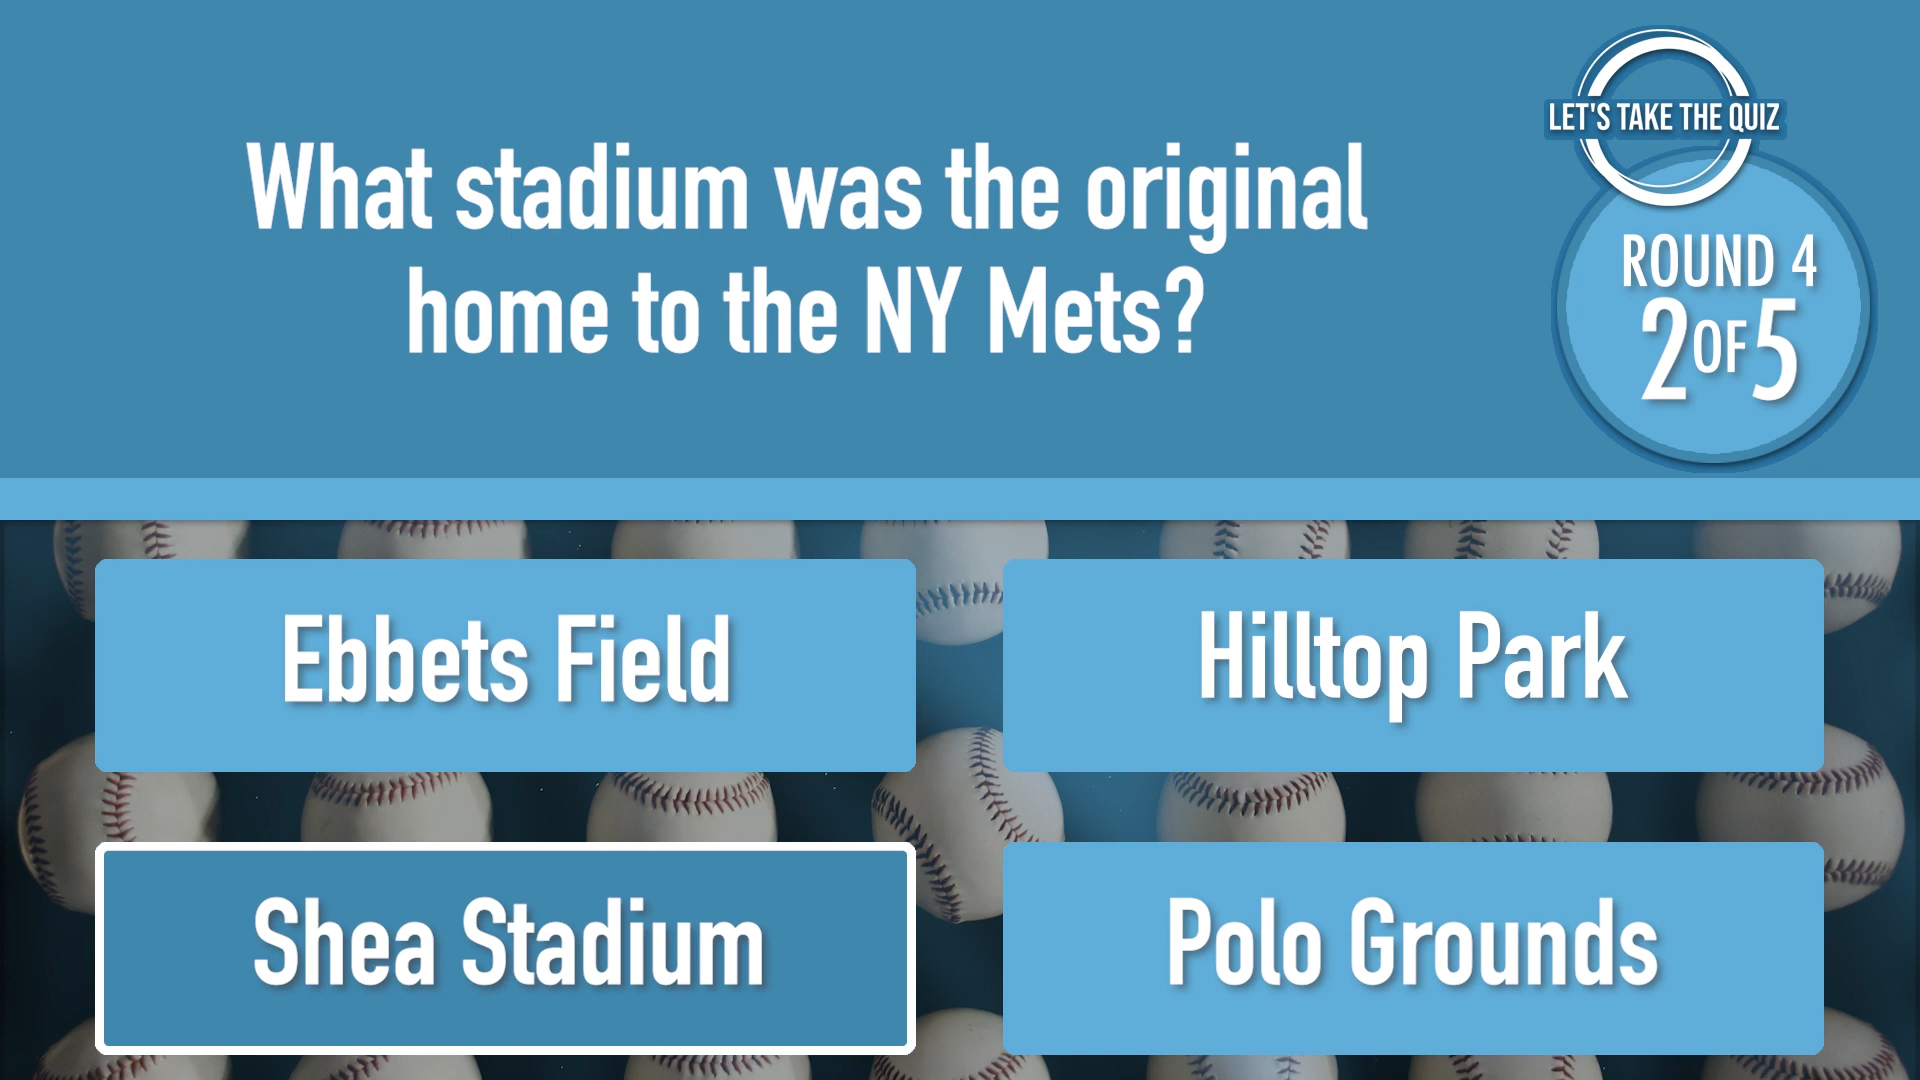 What stadium was the original
home to the NY Mets?
LET'S TAKE THE QUIZ
ROUND 4
2 OF 5
Ebbets Field
Hilltop Park
Shea Stadium
Polo Grounds